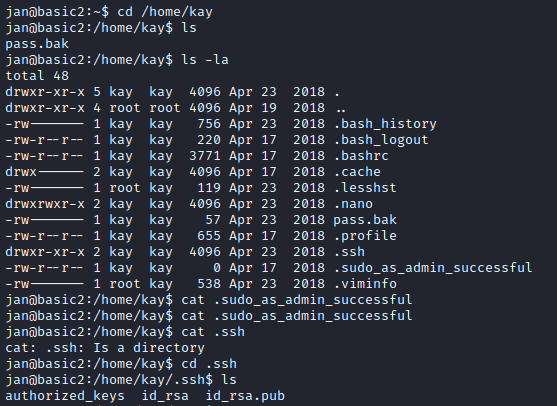 jan@basic2:~$ cd /home/kay
jan@basic2:/home/kay$ ls
pass.bak
jan@basic2:/home/kay$ ls -la
total 48
drwxr-xr-x 5 kay  kay  4096 Apr 23  2018 .
drwxr-xr-x 4 root root 4096 Apr 19  2018 ..
-rw------- 1 kay  kay   756 Apr 23  2018 .bash_history
-rw-r--r-- 1 kay  kay   220 Apr 17  2018 .bash_logout
-rw-r--r-- 1 kay  kay  3771 Apr 17  2018 .bashrc
drwx------ 2 kay  kay  4096 Apr 17  2018 .cache
-rw------- 1 root kay   119 Apr 23  2018 .lesshst
drwxrwxr-x 2 kay  kay  4096 Apr 23  2018 .nano
-rw------- 1 kay  kay    57 Apr 23  2018 pass.bak
-rw-r--r-- 1 kay  kay   655 Apr 17  2018 .profile
drwxr-xr-x 2 kay  kay  4096 Apr 23  2018 .ssh
-rw-r--r-- 1 kay  kay     0 Apr 17  2018 .sudo_as_admin_successful
-rw------- 1 root kay   538 Apr 23  2018 .viminfo
jan@basic2:/home/kay$ cat .sudo_as_admin_successful
jan@basic2:/home/kay$ cat .sudo_as_admin_successful
jan@basic2:/home/kay$ cat .ssh
cat: .ssh: Is a directory
jan@basic2:/home/kay$ cd .ssh
jan@basic2:/home/kay/.ssh$ ls
authorized_keys  id_rsa  id_rsa.pub